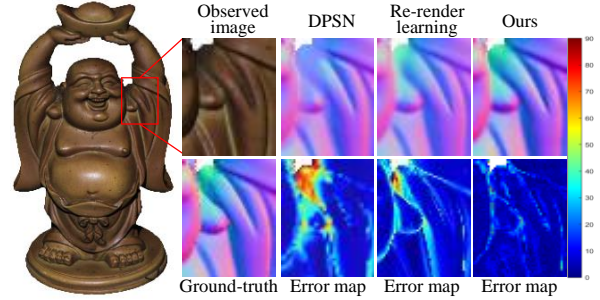 Observed
image
DPSN
Re-render
learning
Ours
Ground-truth
Error map
Error map
Error map
90
80
70
60
50
40
30
20
10
0